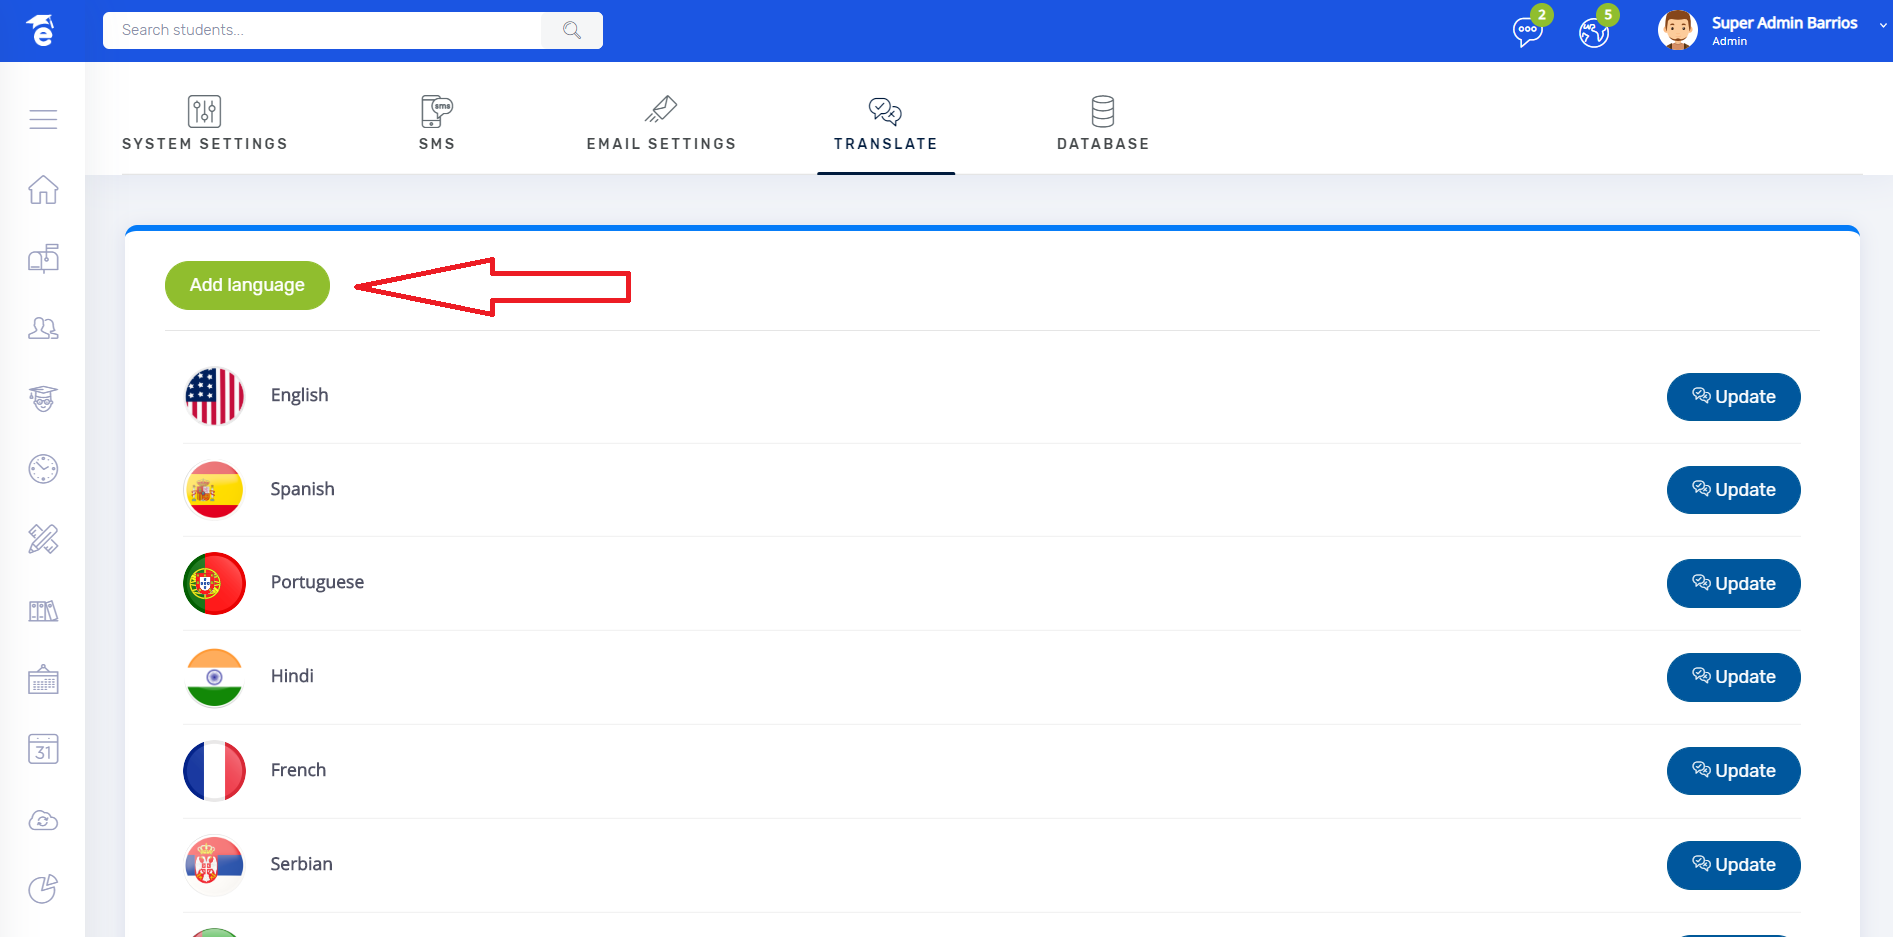 e
Search students...
2
5
Super Admin Barrios
Admin
SYSTEM SETTINGS
sms
SMS
EMAIL SETTINGS
TRANSLATE
DATABASE
Add language
English
Update
Spanish
Update
Portuguese
Update
Hindi
Update
French
Update
31
Serbian
Update